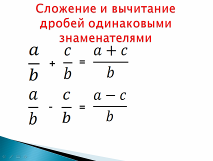 Сложение и вычитание
дробей одинаковыми
знаменателями
a/b + c/b = a + c/b
a/b - c/b = a − c/b